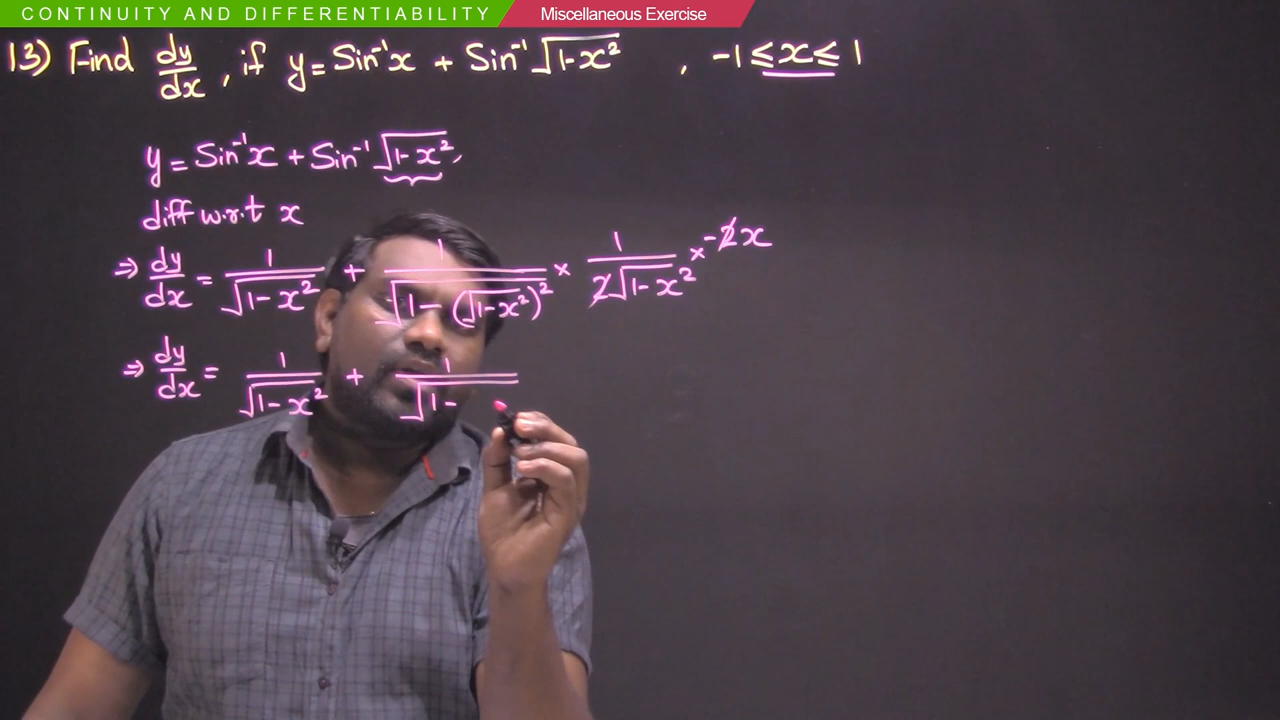 CONTINUITY AND DIFFERENTIABILITY Miscellaneous Exercise
13) Find dy/dx, if y = Sin⁻¹x + Sin⁻¹ √(1-x²) , -1 ≤ x ≤ 1
y = Sin⁻¹x + Sin⁻¹ √(1-x²),
diff w.r.t x
⇒ dy/dx = 1/√(1-x²) + 1/√(1-(√(1-x²))²) × 1/(2√(1-x²)) × -2x
⇒ dy/dx = 1/√(1-x²) + 1/√(1-